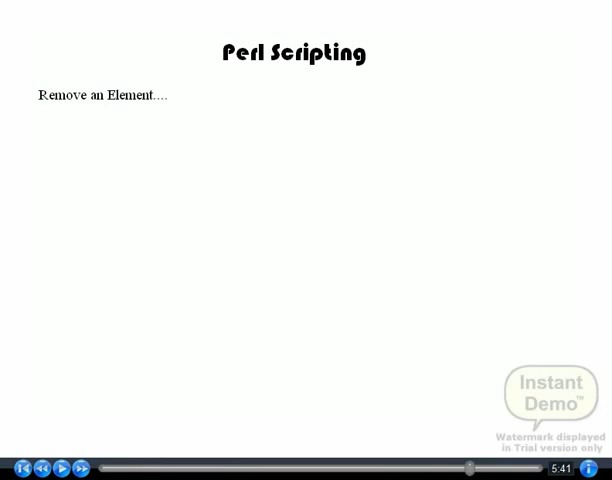 Perl Scripting
Remove an Element....
Instant
Demo™
Watermark displayed
in Trial version only
5:41